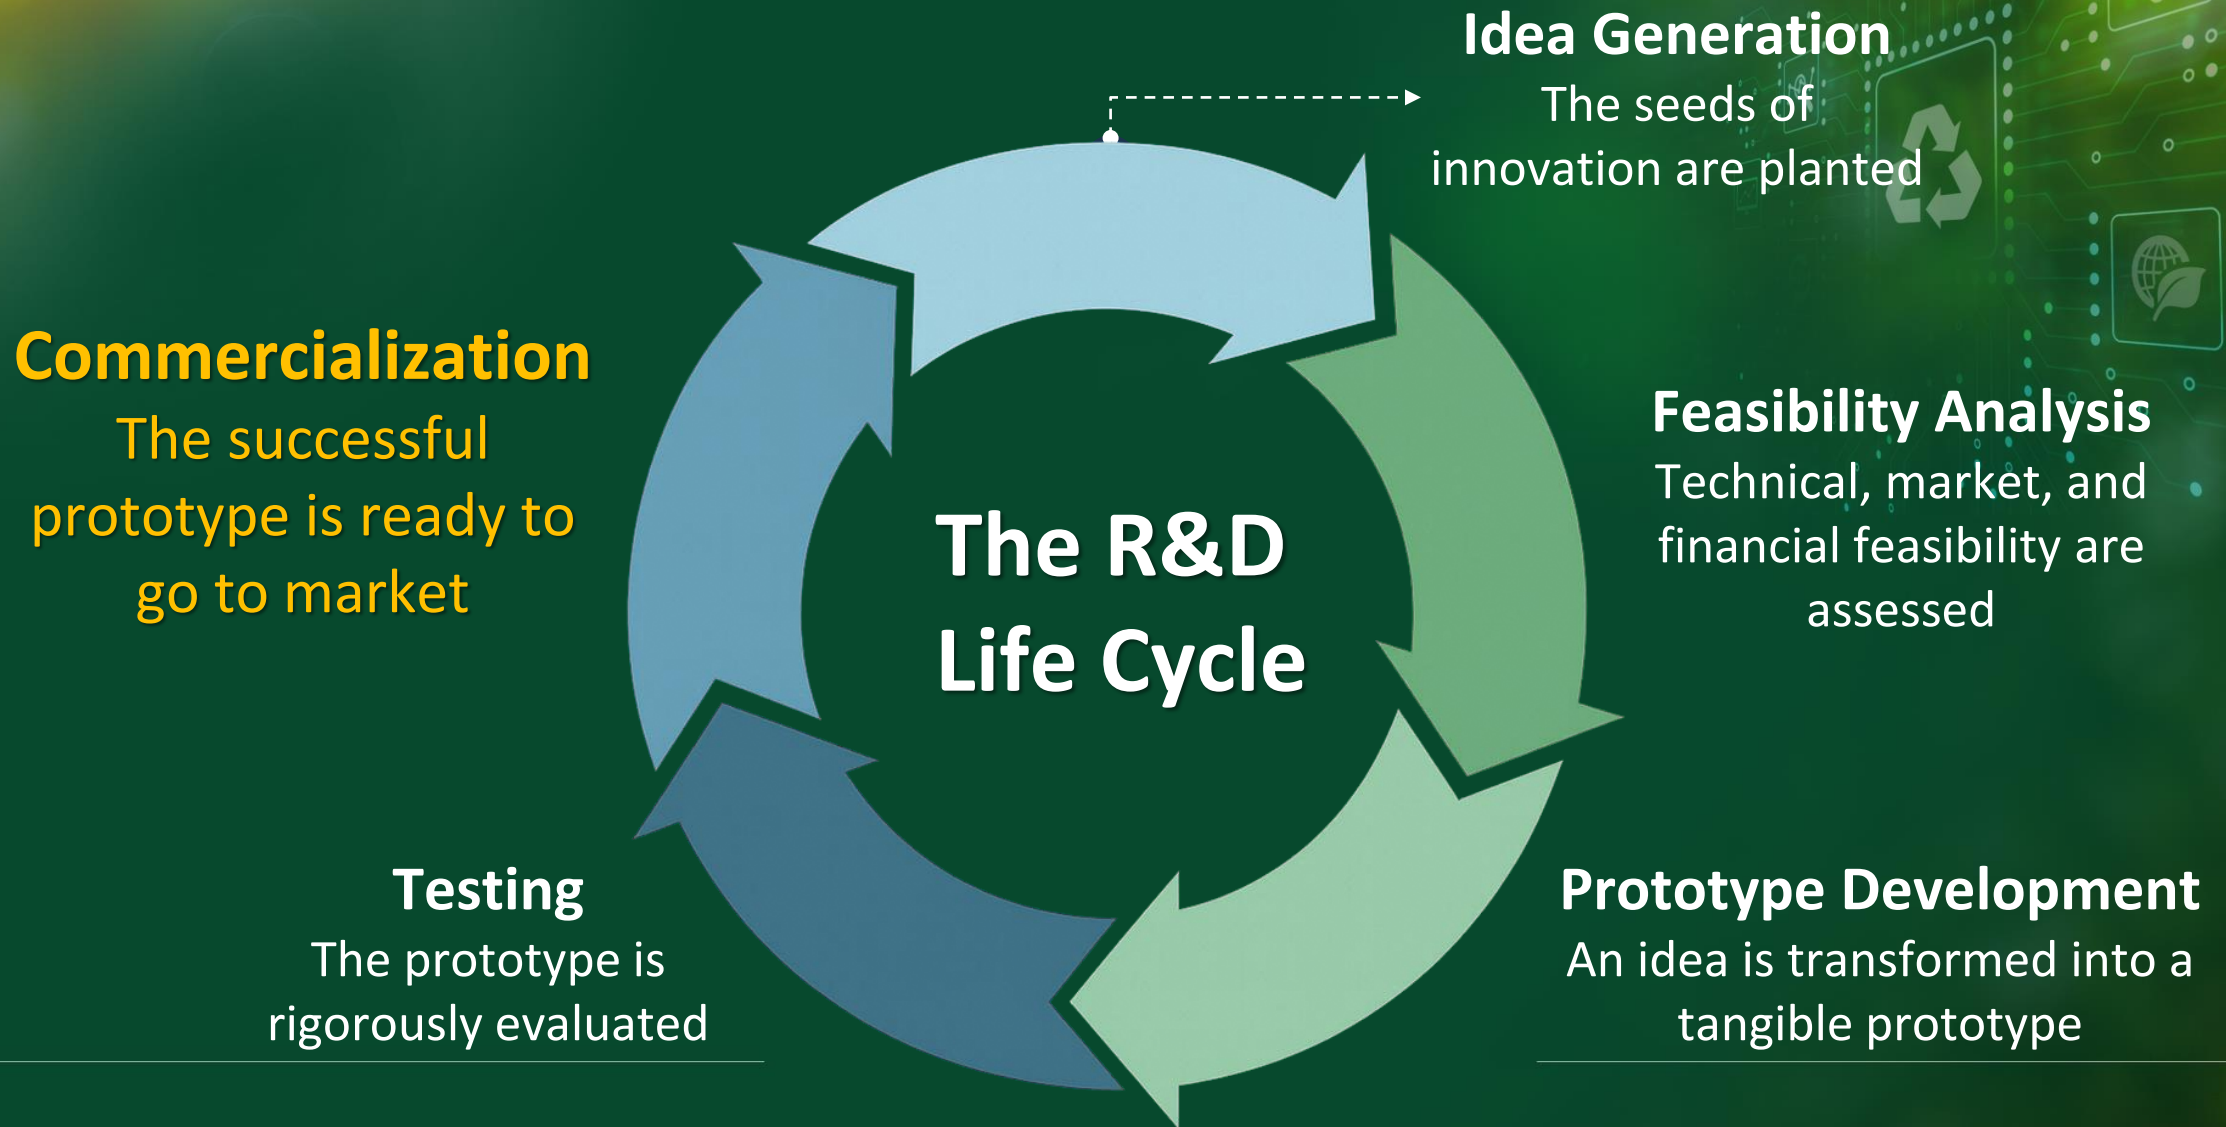 Idea Generation
The seeds of
innovation are planted
Feasibility Analysis
Technical, market, and
financial feasibility are
assessed
Prototype Development
An idea is transformed into a
tangible prototype
Testing
The prototype is
rigorously evaluated
Commercialization
The successful
prototype is ready to
go to market
The R&D
Life Cycle